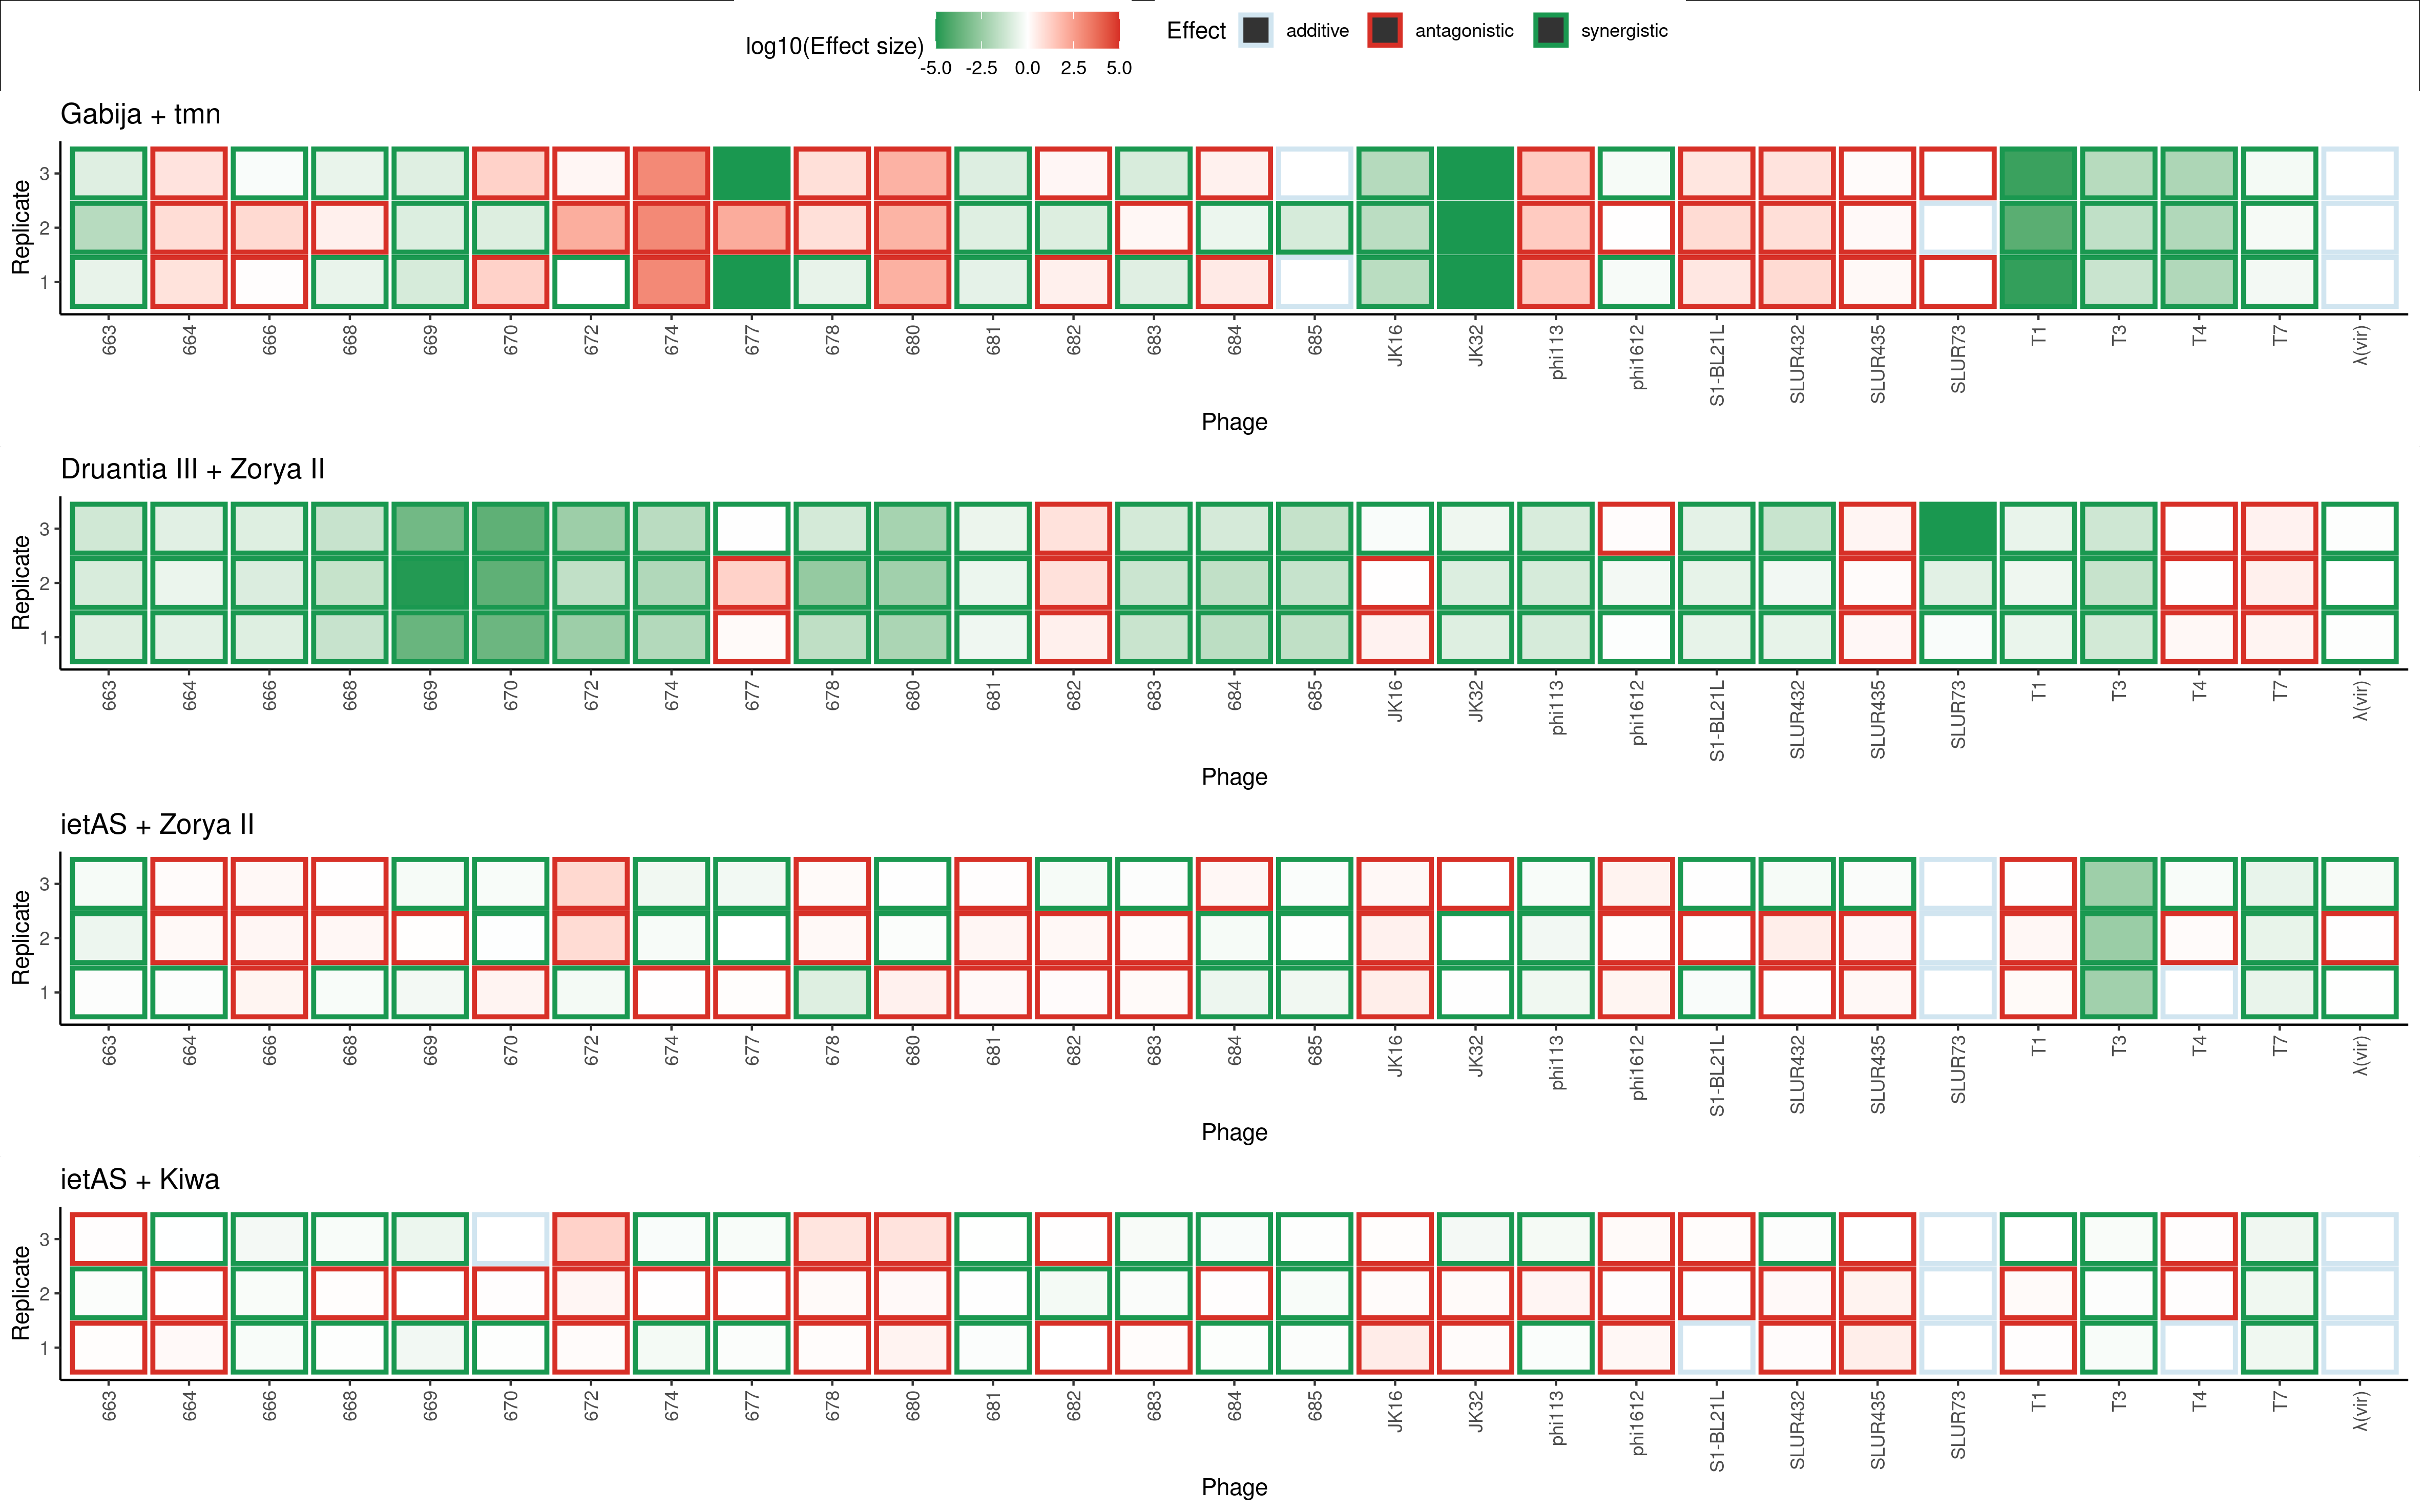 log10(Effect size)
-5.0 -2.5 0.0 2.5 5.0
Effect additive antagonistic synergistic
Gabija + tmn
Replicate
3
2
1
663 664 666 668 669 670 672 674 677 678 680 681 682 683 684 685 JK16 JK32 phi113 phi1612 S1-BL21L SLUR432 SLUR435 SLUR73 T1 T3 T4 T7 λ(vir)
Phage
Druantia III + Zorya II
Replicate
3
2
1
663 664 666 668 669 670 672 674 677 678 680 681 682 683 684 685 JK16 JK32 phi113 phi1612 S1-BL21L SLUR432 SLUR435 SLUR73 T1 T3 T4 T7 λ(vir)
Phage
ietAS + Zorya II
Replicate
3
2
1
663 664 666 668 669 670 672 674 677 678 680 681 682 683 684 685 JK16 JK32 phi113 phi1612 S1-BL21L SLUR432 SLUR435 SLUR73 T1 T3 T4 T7 λ(vir)
Phage
ietAS + Kiwa
Replicate
3
2
1
663 664 666 668 669 670 672 674 677 678 680 681 682 683 684 685 JK16 JK32 phi113 phi1612 S1-BL21L SLUR432 SLUR435 SLUR73 T1 T3 T4 T7 λ(vir)
Phage